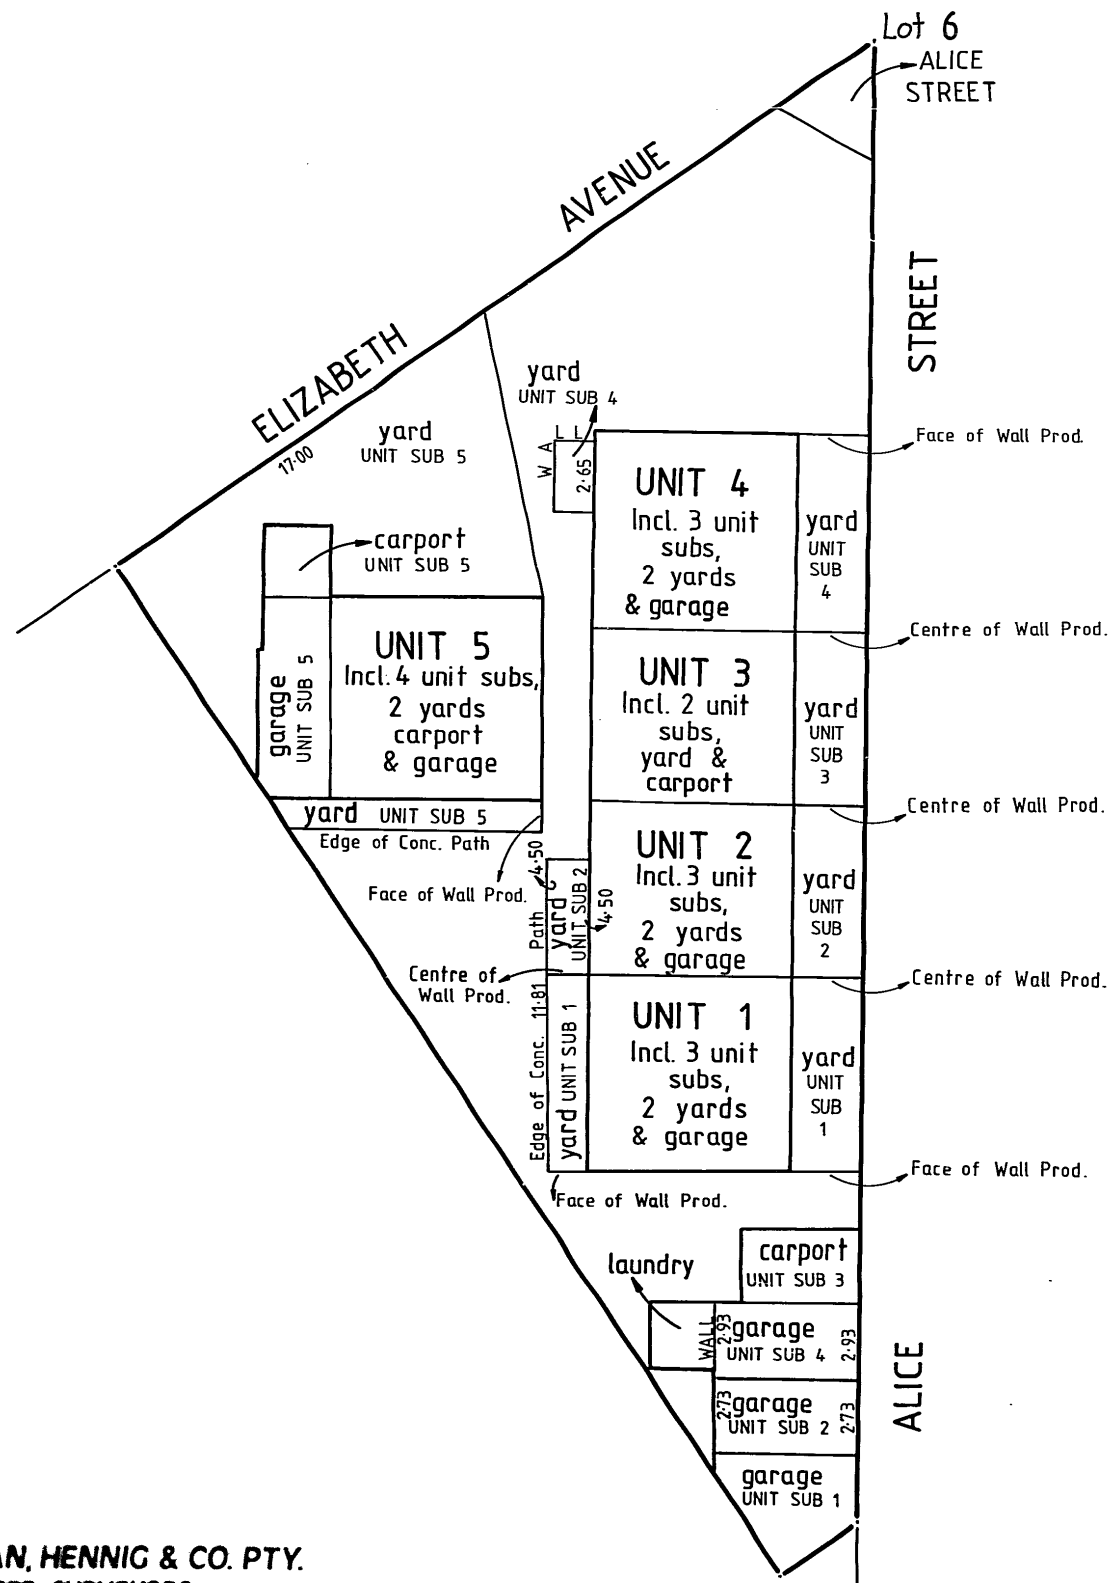 Lot 6
ALICE
STREET
AVENUE
ELIZABETH
STREET
17·00
yard
UNIT SUB 5
yard
UNIT SUB 4
WALL
2·65
Face of Wall Prod.
UNIT 4
Incl. 3 unit
subs,
2 yards
& garage
yard
UNIT
SUB
4
carport
UNIT SUB 5
Centre of Wall Prod.
garage
UNIT SUB 5
UNIT 5
Incl. 4 unit subs,
2 yards
carport
& garage
UNIT 3
Incl. 2 unit
subs,
yard &
carport
yard
UNIT
SUB
3
yard UNIT SUB 5
Edge of Conc. Path
Centre of Wall Prod.
Face of Wall Prod.
4·50
yard
UNIT SUB 2
4·50
UNIT 2
Incl. 3 unit
subs,
2 yards
& garage
yard
UNIT
SUB
2
Centre of
Wall Prod.
Centre of Wall Prod.
Edge of Conc. 11·81 Path
yard UNIT SUB 1
UNIT 1
Incl. 3 unit
subs,
2 yards
& garage
yard
UNIT
SUB
1
Face of Wall Prod.
Face of Wall Prod.
carport
UNIT SUB 3
laundry
WALL
2·93
garage
UNIT SUB 4
2·93
2·73
garage
UNIT SUB 2
2·73
garage
UNIT SUB 1
ALICE
AN, HENNIG & CO. PTY.